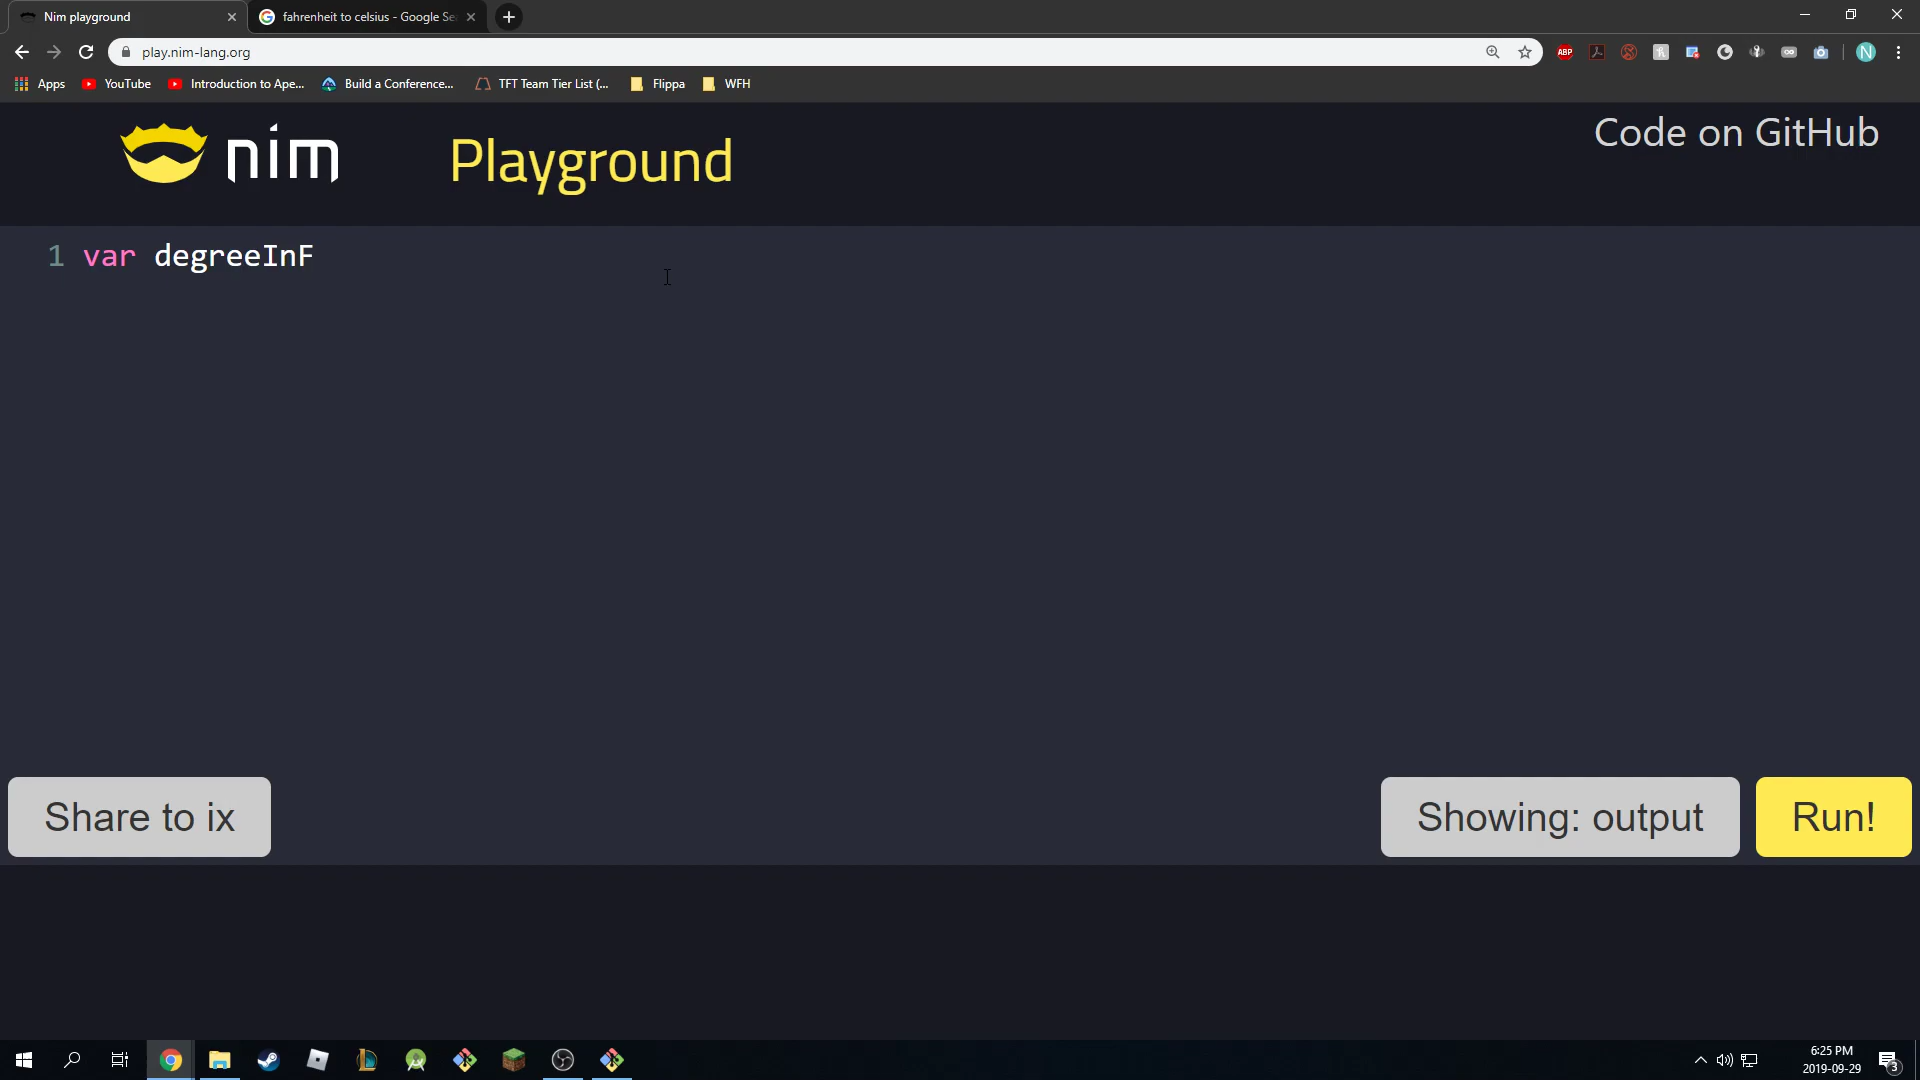 Nim playground
fahrenheit to celsius - Google Se
play.nim-lang.org
ABP
N
Apps
YouTube
Introduction to Ape...
Build a Conference...
TFT Team Tier List (...
Flippa
WFH
nim
Playground
Code on GitHub
1 var degreeInF
Share to ix
Showing: output
Run!
6:25 PM
2019-09-29
3